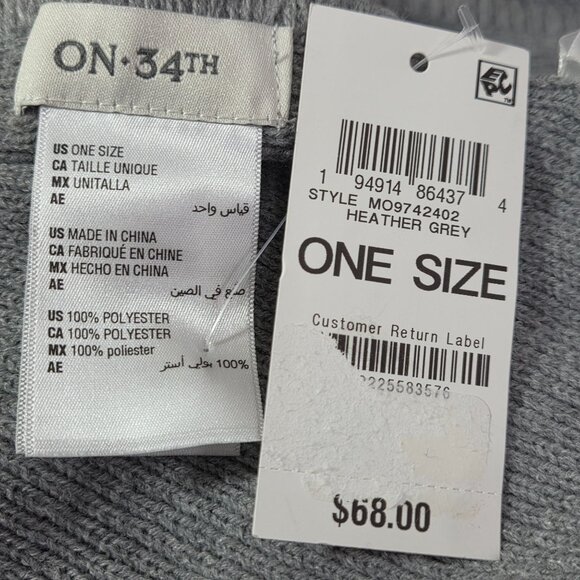 ON·34TH
US ONE SIZE
CA TAILLE UNIQUE
MX UNITALLA
AE قياس واحد
US MADE IN CHINA
CA FABRIQUÉ EN CHINE
MX HECHO EN CHINA
AE صنع في الصين
US 100% POLYESTER
CA 100% POLYESTER
MX 100% poliester
AE 100% بولي أستر
EPC TM
1 94914 86437 4
STYLE MO9742402
HEATHER GREY
ONE SIZE
Customer Return Label
225583576
$68.00